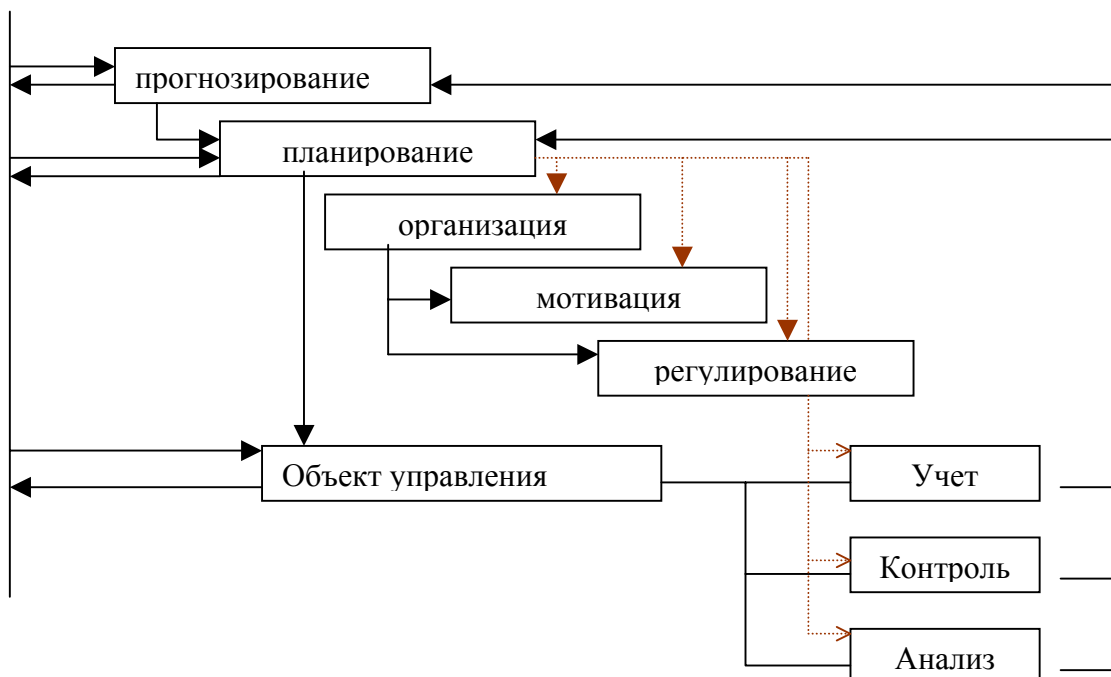 прогнозирование
планирование
организация
мотивация
регулирование
Объект управления
Учет
Контроль
Анализ